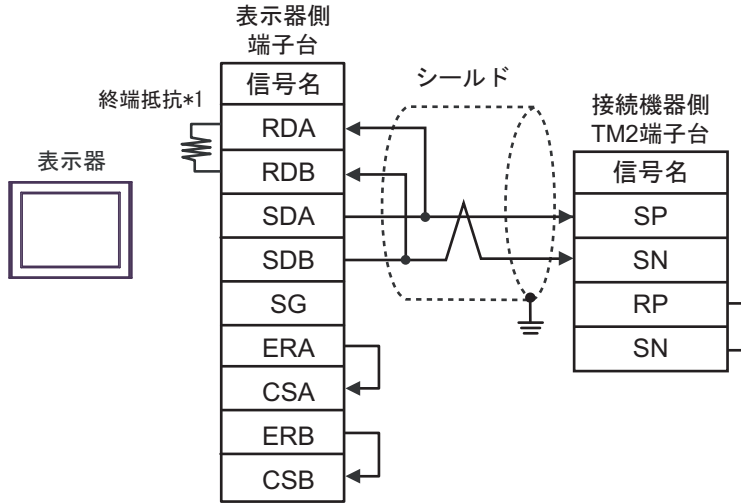 表示器側
端子台
信号名
シールド
終端抵抗*1
接続機器側
TM2端子台
RDA
表示器
RDB
信号名
SDA
SP
SDB
SN
SG
RP
ERA
SN
CSA
ERB
CSB